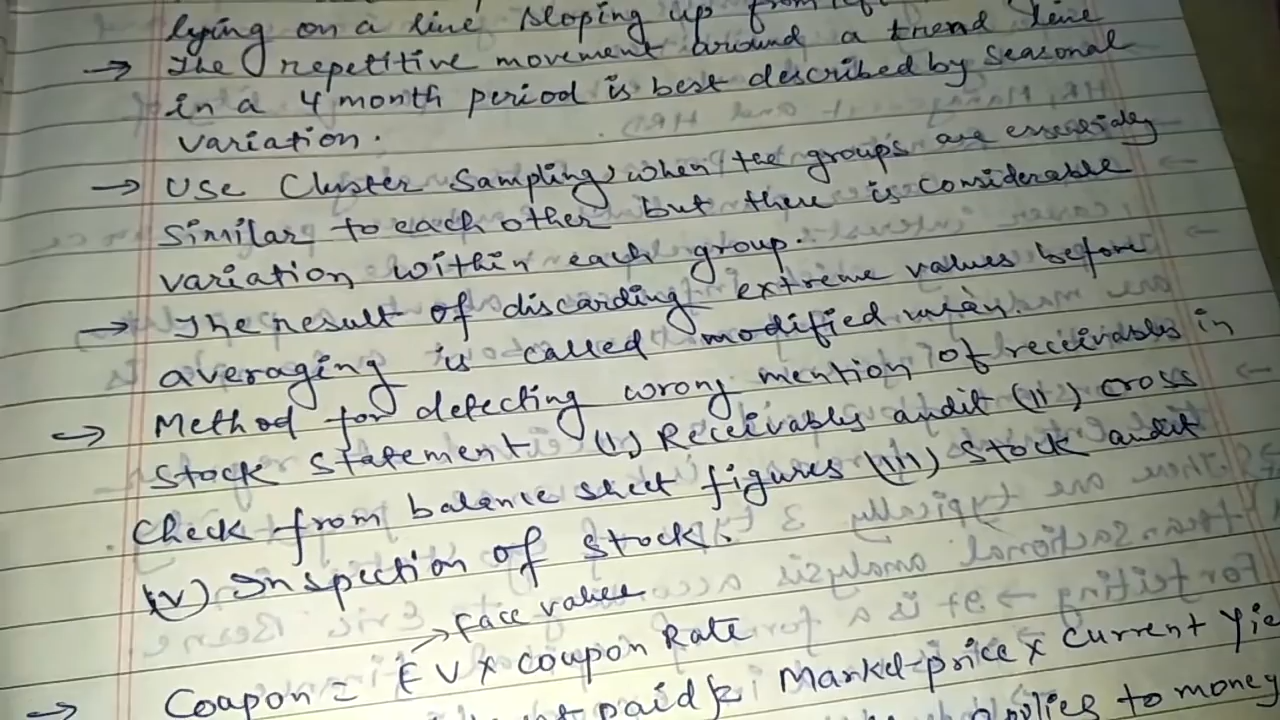 lying on a line sloping up from left
→ The repetitive movement around a trend line
in a 4 month period is best described by seasonal
variation.
→ Use Cluster Sampling, when the groups are
similar to each other but there is considerable
variation within each group.
→ The result of discarding extreme values before
averaging is called modified mean.
→ Method for detecting wrong mention of receivables in
stock statement (i) Receivables audit (ii) cross
check from balance sheet figures (iii) stock audit
(iv) Inspection of stock.
→ face value
→ Coupon = FV x coupon Rate
paid Market price x current Yie
applies to money